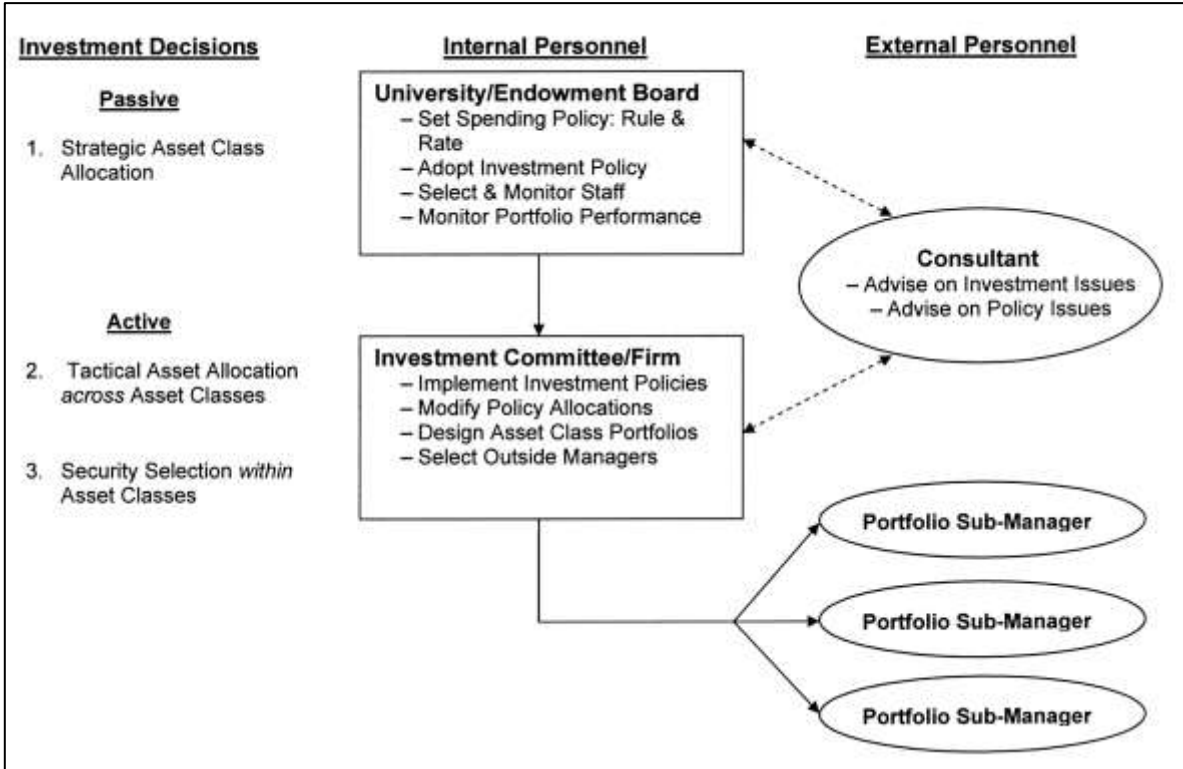 Investment Decisions
Internal Personnel
External Personnel
Passive
1. Strategic Asset Class
Allocation
University/Endowment Board
– Set Spending Policy: Rule &
Rate
– Adopt Investment Policy
– Select & Monitor Staff
– Monitor Portfolio Performance
Consultant
– Advise on Investment Issues
– Advise on Policy Issues
Active
2. Tactical Asset Allocation
across Asset Classes
3. Security Selection within
Asset Classes
Investment Committee/Firm
– Implement Investment Policies
– Modify Policy Allocations
– Design Asset Class Portfolios
– Select Outside Managers
Portfolio Sub-Manager
Portfolio Sub-Manager
Portfolio Sub-Manager